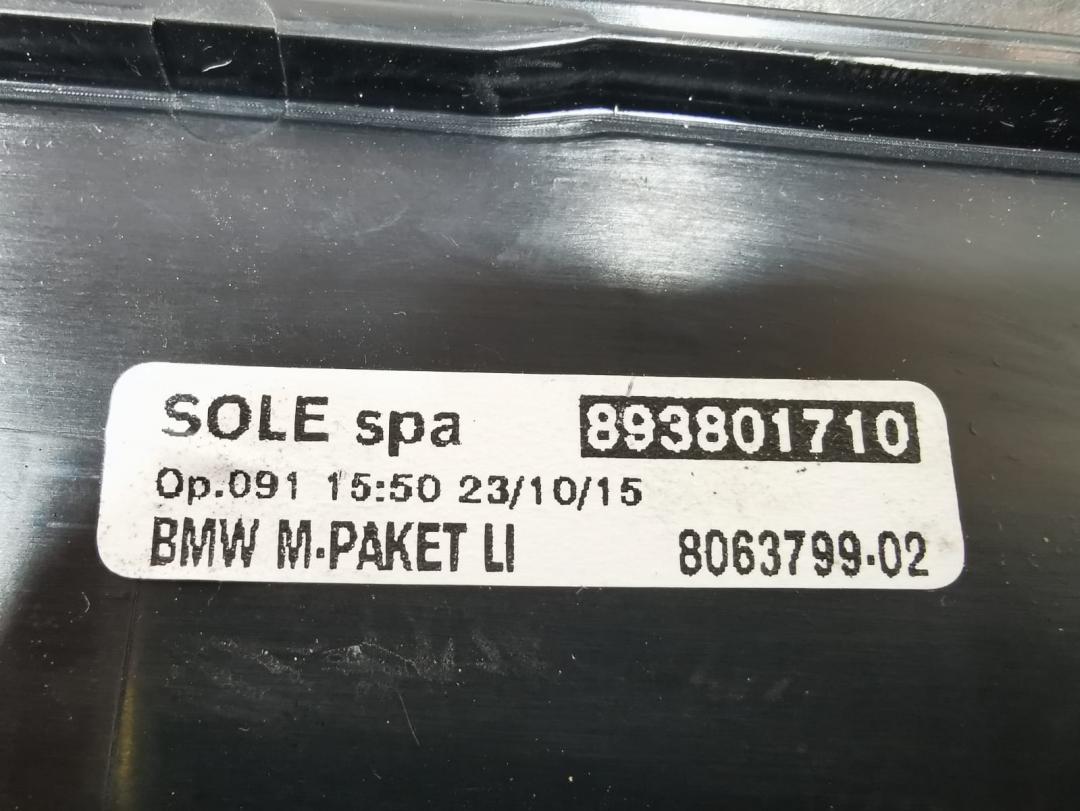 SOLE spa 893801710
Op.091 15:50 23/10/15
BMW M-PAKET LI 8063799-02